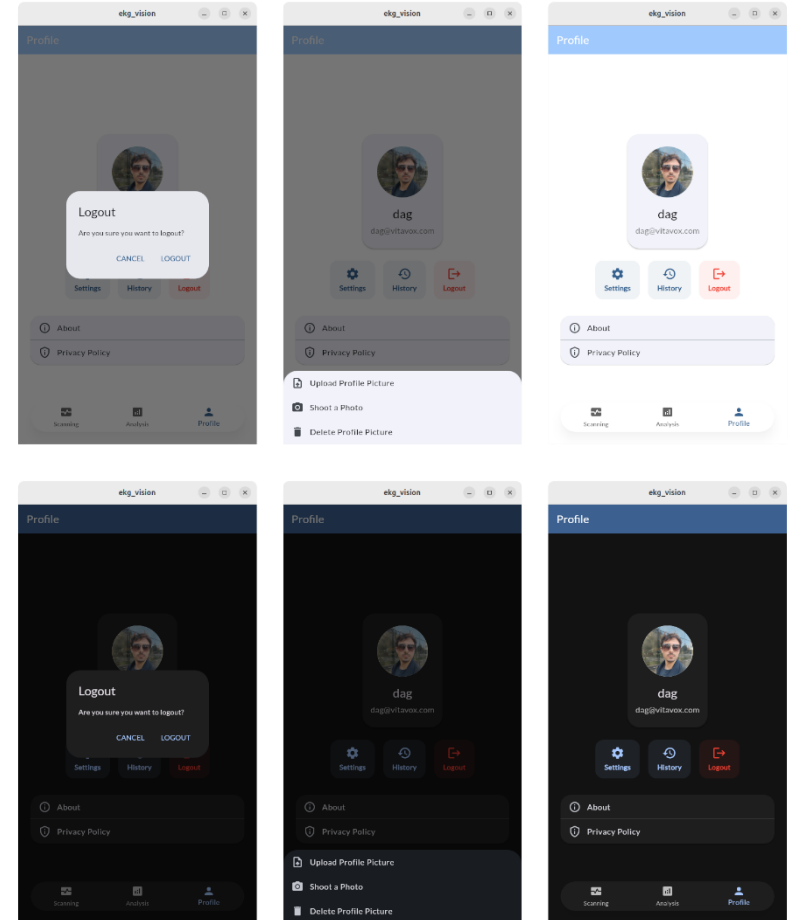 ekg_vision
Profile
Logout
Are you sure you want to logout?
CANCEL LOGOUT
Settings History Logout
About
Privacy Policy
Scanning Analysis Profile
ekg_vision
Profile
dag
dag@vitavox.com
Settings History Logout
About
Privacy Policy
Upload Profile Picture
Shoot a Photo
Delete Profile Picture
ekg_vision
Profile
dag
dag@vitavox.com
Settings History Logout
About
Privacy Policy
Scanning Analysis Profile
ekg_vision
Profile
Logout
Are you sure you want to logout?
CANCEL LOGOUT
Settings History Logout
About
Privacy Policy
Scanning Analysis Profile
ekg_vision
Profile
dag
dag@vitavox.com
Settings History Logout
About
Privacy Policy
Upload Profile Picture
Shoot a Photo
Delete Profile Picture
ekg_vision
Profile
dag
dag@vitavox.com
Settings History Logout
About
Privacy Policy
Scanning Analysis Profile